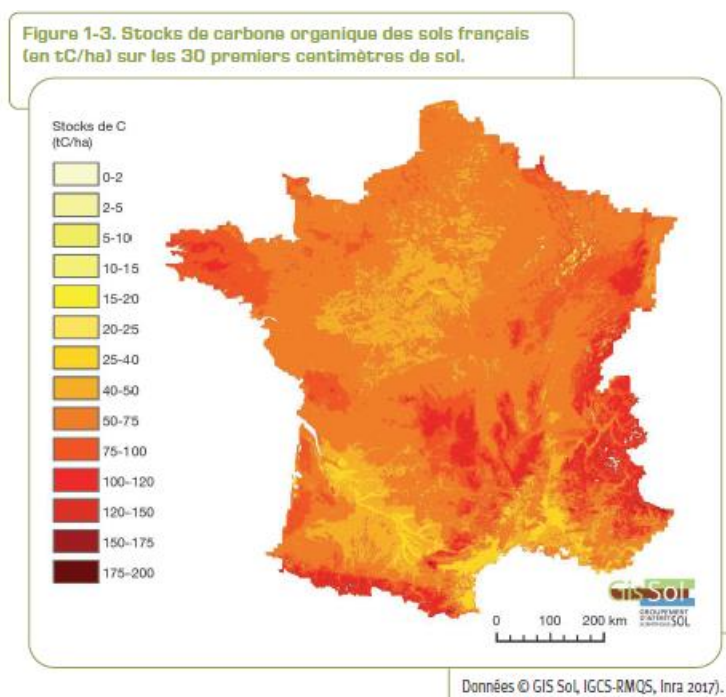 Figure 1-3. Stocks de carbone organique des sols français
(en tC/ha) sur les 30 premiers centimètres de sol.
Stocks de C
(tC/ha)
0-2
2-5
5-10
10-15
15-20
20-25
25-40
40-50
50-75
75-100
100-120
120-150
150-175
175-200
Gis Sol
GROUPEMENT
D'INTÉRÊT
SCIENTIFIQUE SOL
0 100 200 km
Données © GIS Sol, IGCS-RMQS, Inra 2017).